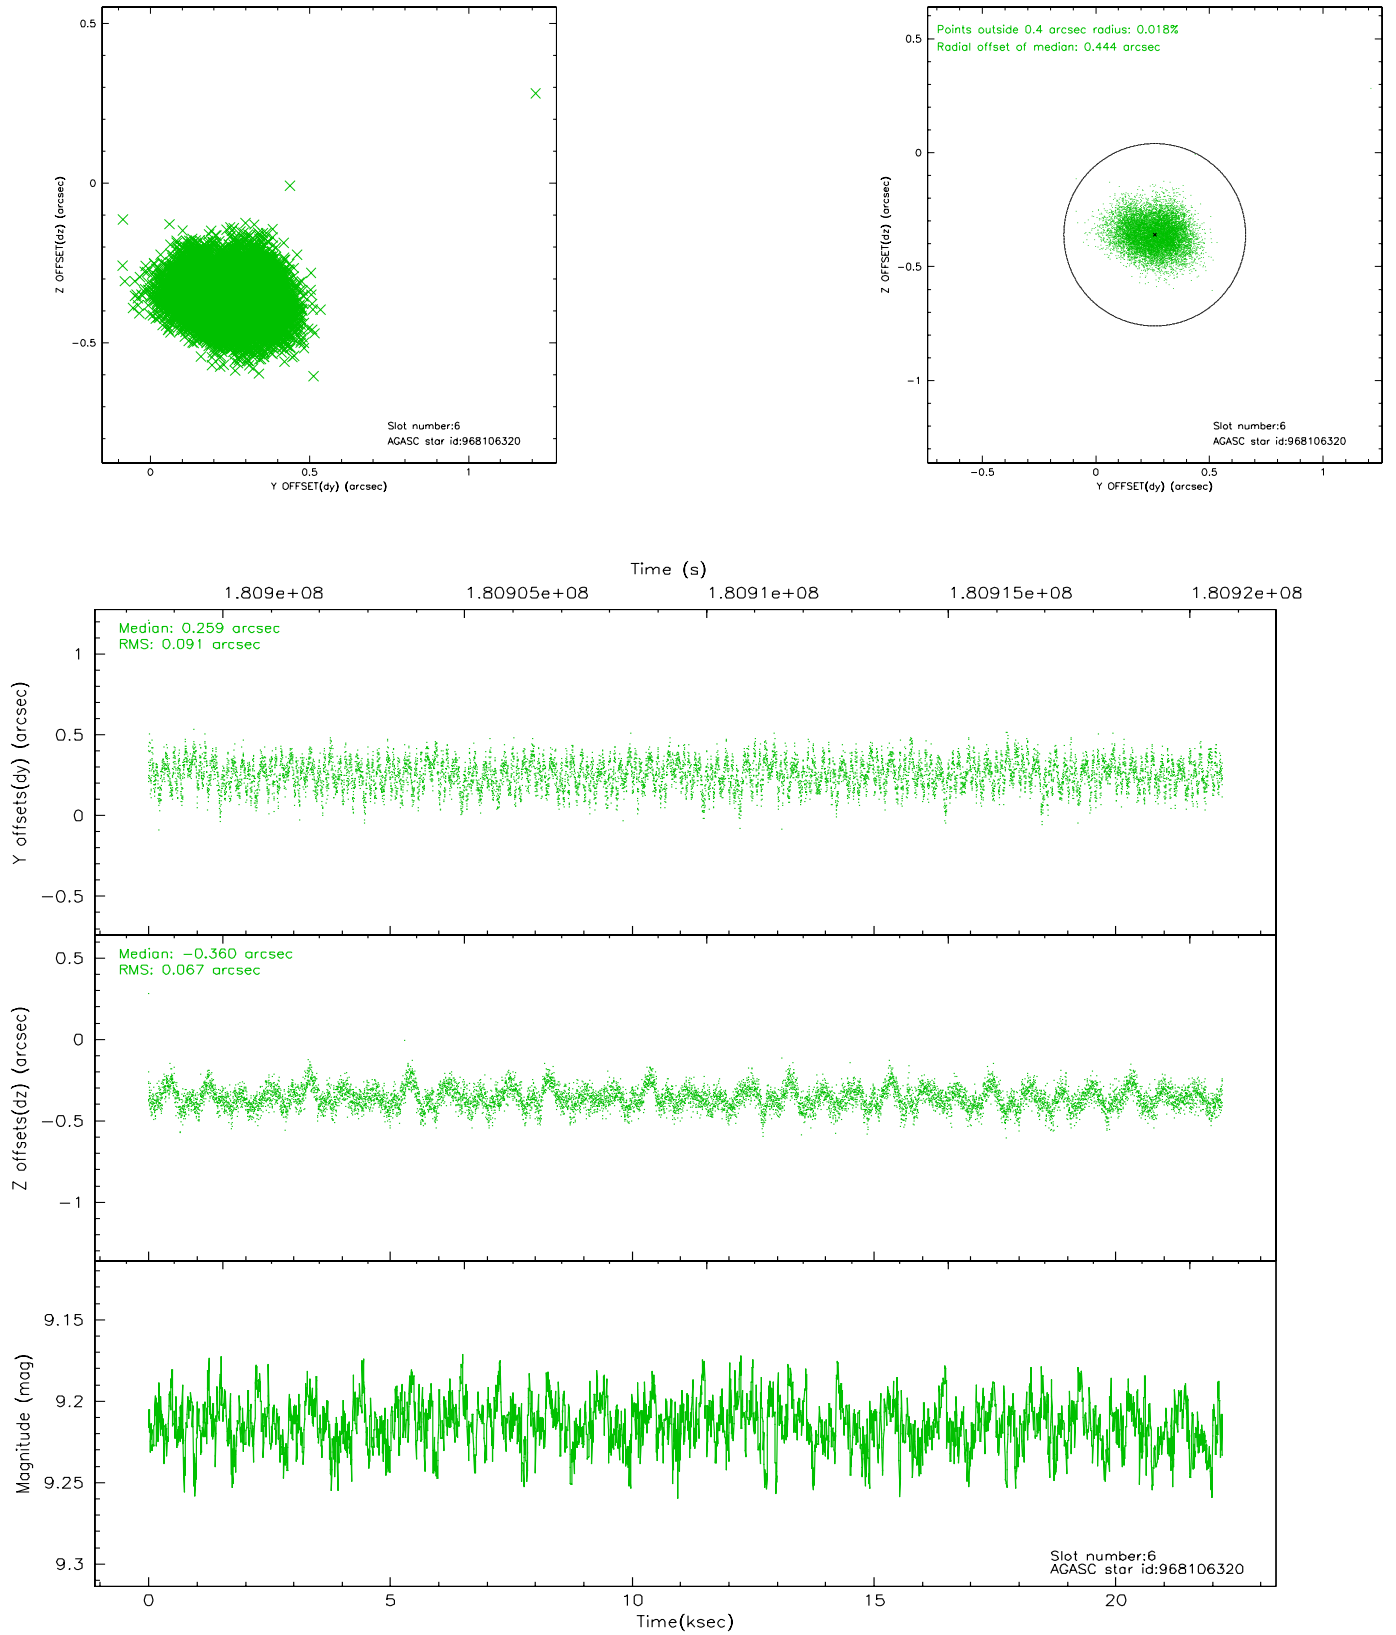 0.5
0
−0.5
Z OFFSET(dz) (arcsec)
0
0.5
1
Y OFFSET(dy) (arcsec)
Slot number:6
AGASC star id:968106320
Points outside 0.4 arcsec radius: 0.018%
Radial offset of median: 0.444 arcsec
0.5
0
−0.5
−1
Z OFFSET(dz) (arcsec)
−0.5
0
0.5
1
Y OFFSET(dy) (arcsec)
Slot number:6
AGASC star id:968106320
Time (s)
1.809e+08
1.80905e+08
1.8091e+08
1.80915e+08
1.8092e+08
Median: 0.259 arcsec
RMS: 0.091 arcsec
1
0.5
0
−0.5
Y offsets(dy) (arcsec)
Median: −0.360 arcsec
RMS: 0.067 arcsec
0.5
0
−0.5
−1
Z offsets(dz) (arcsec)
9.15
9.2
9.25
9.3
Magnitude (mag)
Slot number:6
AGASC star id:968106320
0
5
10
15
20
Time(ksec)